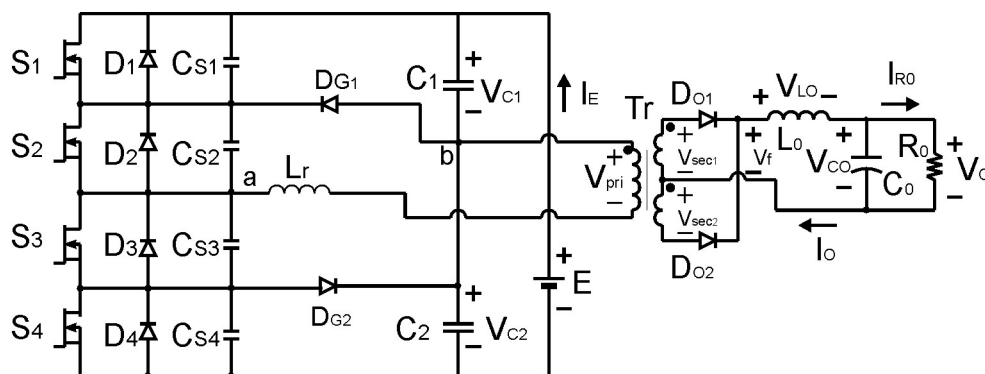 S1 D1 CS1 DG1 C1 + VC1 - IE
S2 D2 CS2 b Tr DO1 + VLO - IR0
a Lr + Vpri - + Vsec1 - + Vf - L0 + VCO - C0 R0 + VO -
S3 D3 CS3 + Vsec2 - DO2 IO
S4 D4 CS4 DG2 C2 + VC2 - + E -